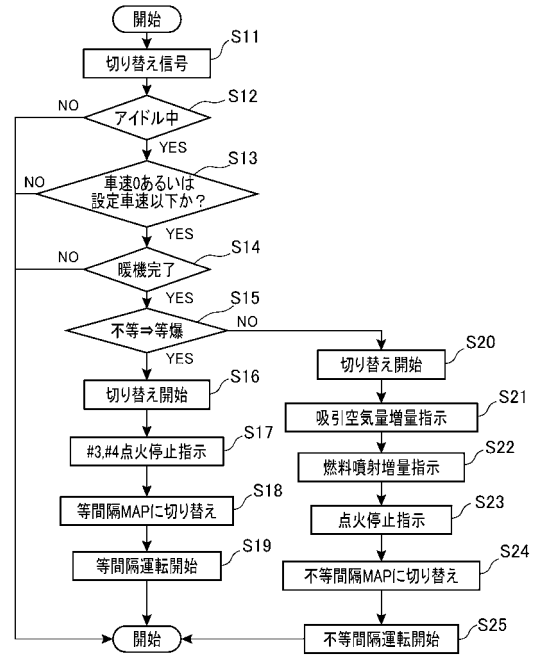 開始
S11
切り替え信号
S12
NO
アイドル中
YES
S13
NO
車速0あるいは
設定車速以下か？
YES
S14
NO
暖機完了
YES
S15
不等⇒等爆
NO
YES
S16
切り替え開始
S17
#3,#4点火停止指示
S18
等間隔MAPに切り替え
S19
等間隔運転開始
S20
切り替え開始
S21
吸引空気量増量指示
S22
燃料噴射増量指示
S23
点火停止指示
S24
不等間隔MAPに切り替え
S25
不等間隔運転開始
開始